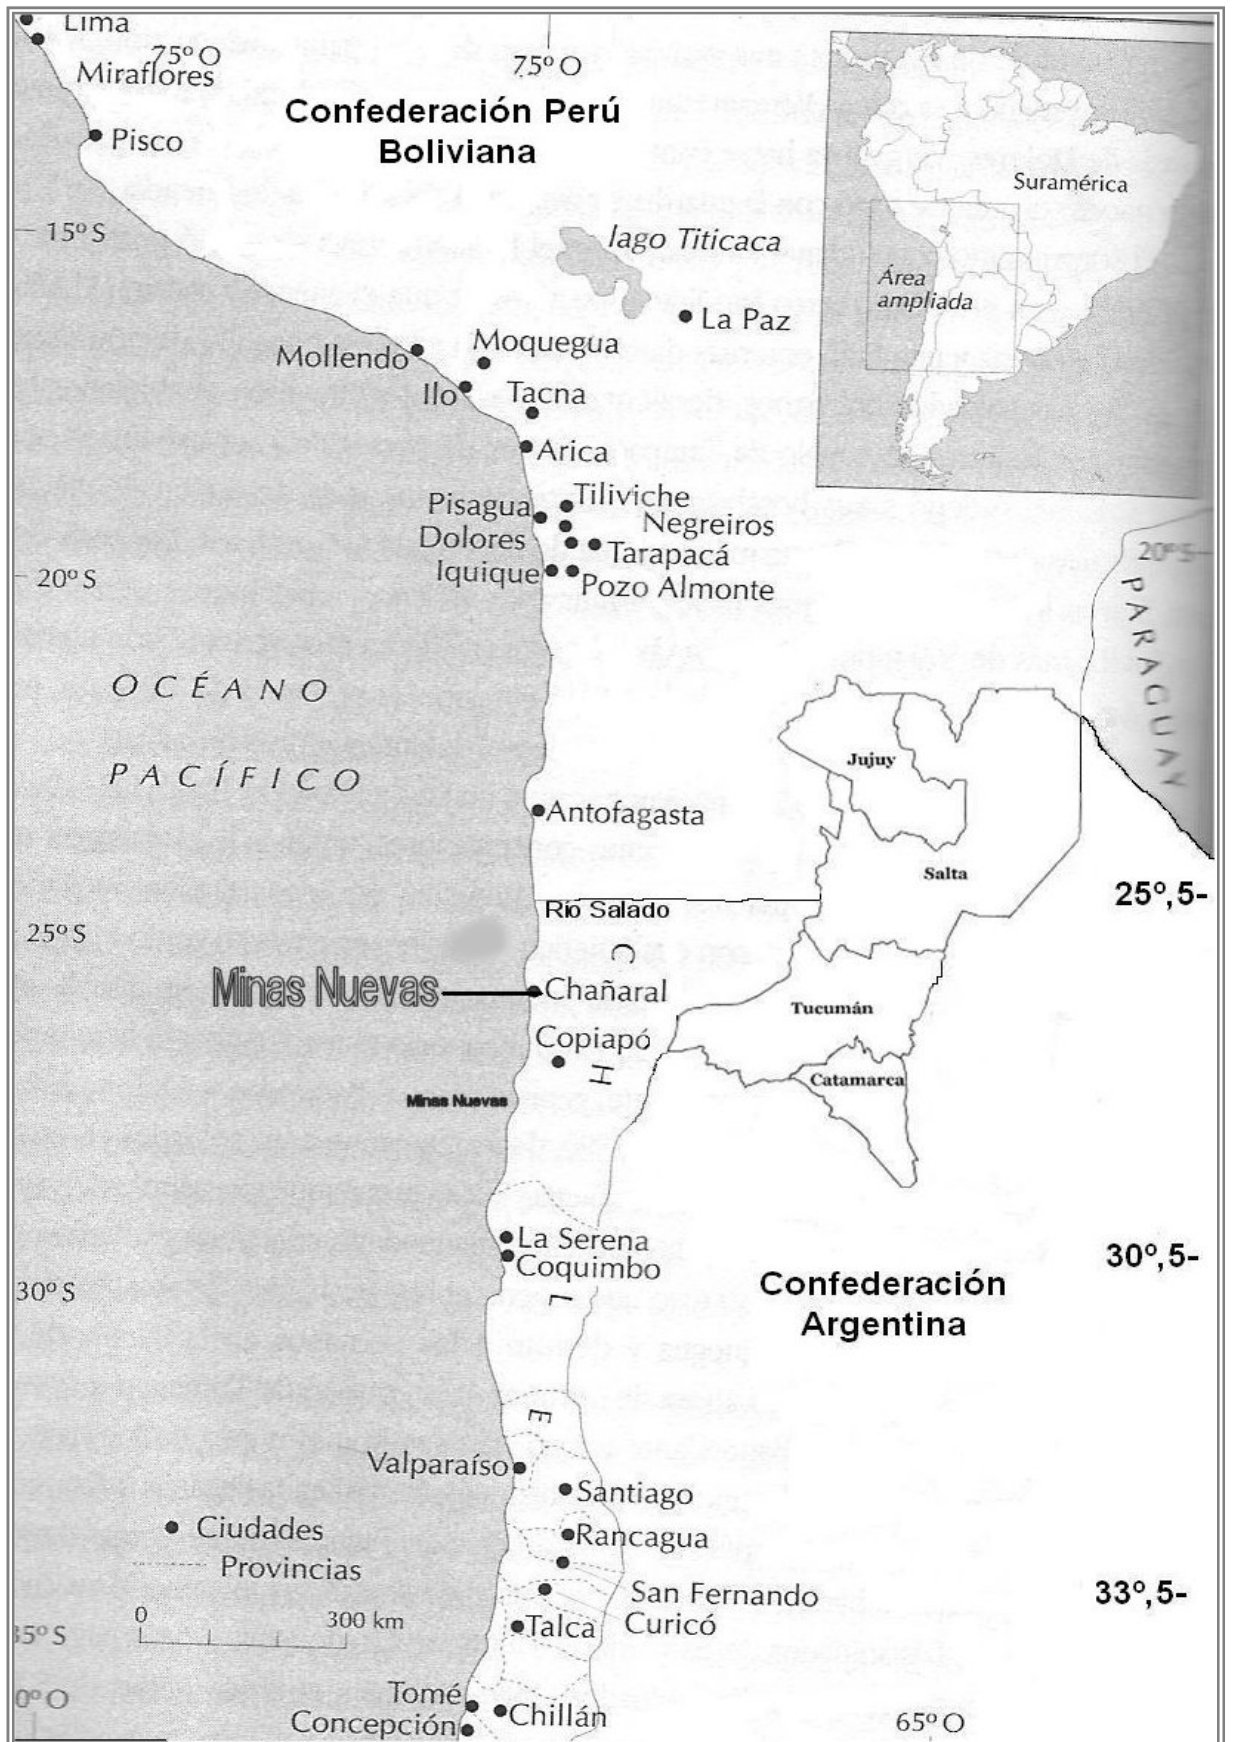 Lima
75º O
75º O
Miraflores
Confederación Perú
Boliviana
Pisco
Suramérica
15º S
lago Titicaca
Área
ampliada
La Paz
Moquegua
Mollendo
Ilo
Tacna
Arica
Tiliviche
Pisagua
Negreiros
Dolores
Tarapacá
20º S
Iquique
20º S
Pozo Almonte
PARAGUAY
OCÉANO
PACÍFICO
Jujuy
Antofagasta
Salta
25º,5-
Río Salado
25º S
CHILE
Minas Nuevas
Chañaral
Tucumán
Copiapó
Catamarca
Minas Nuevas
La Serena
Coquimbo
30º,5-
30º S
Confederación
Argentina
Valparaíso
Santiago
Ciudades
Rancagua
Provincias
San Fernando
33º,5-
0
300 km
Curicó
Talca
35º S
Tomé
0º O
Chillán
Concepción
65º O